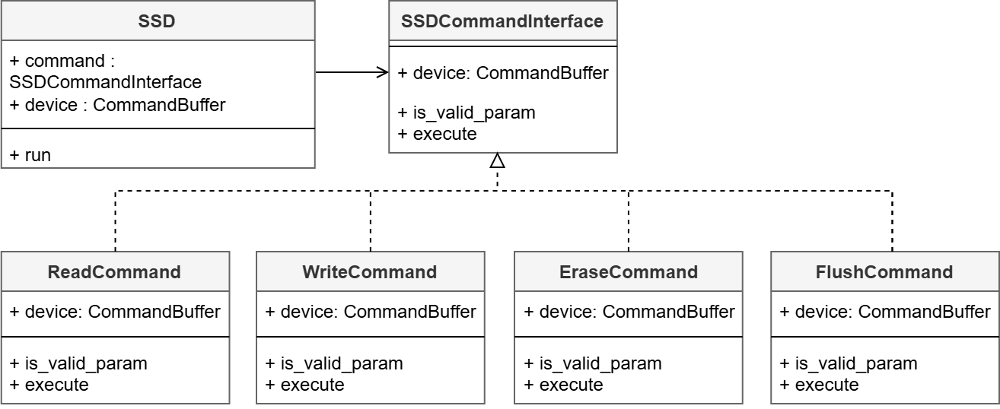 SSD
+ command :
SSDCommandInterface
+ device : CommandBuffer
+ run
SSDCommandInterface
+ device: CommandBuffer
+ is_valid_param
+ execute
ReadCommand
+ device: CommandBuffer
+ is_valid_param
+ execute
WriteCommand
+ device: CommandBuffer
+ is_valid_param
+ execute
EraseCommand
+ device: CommandBuffer
+ is_valid_param
+ execute
FlushCommand
+ device: CommandBuffer
+ is_valid_param
+ execute